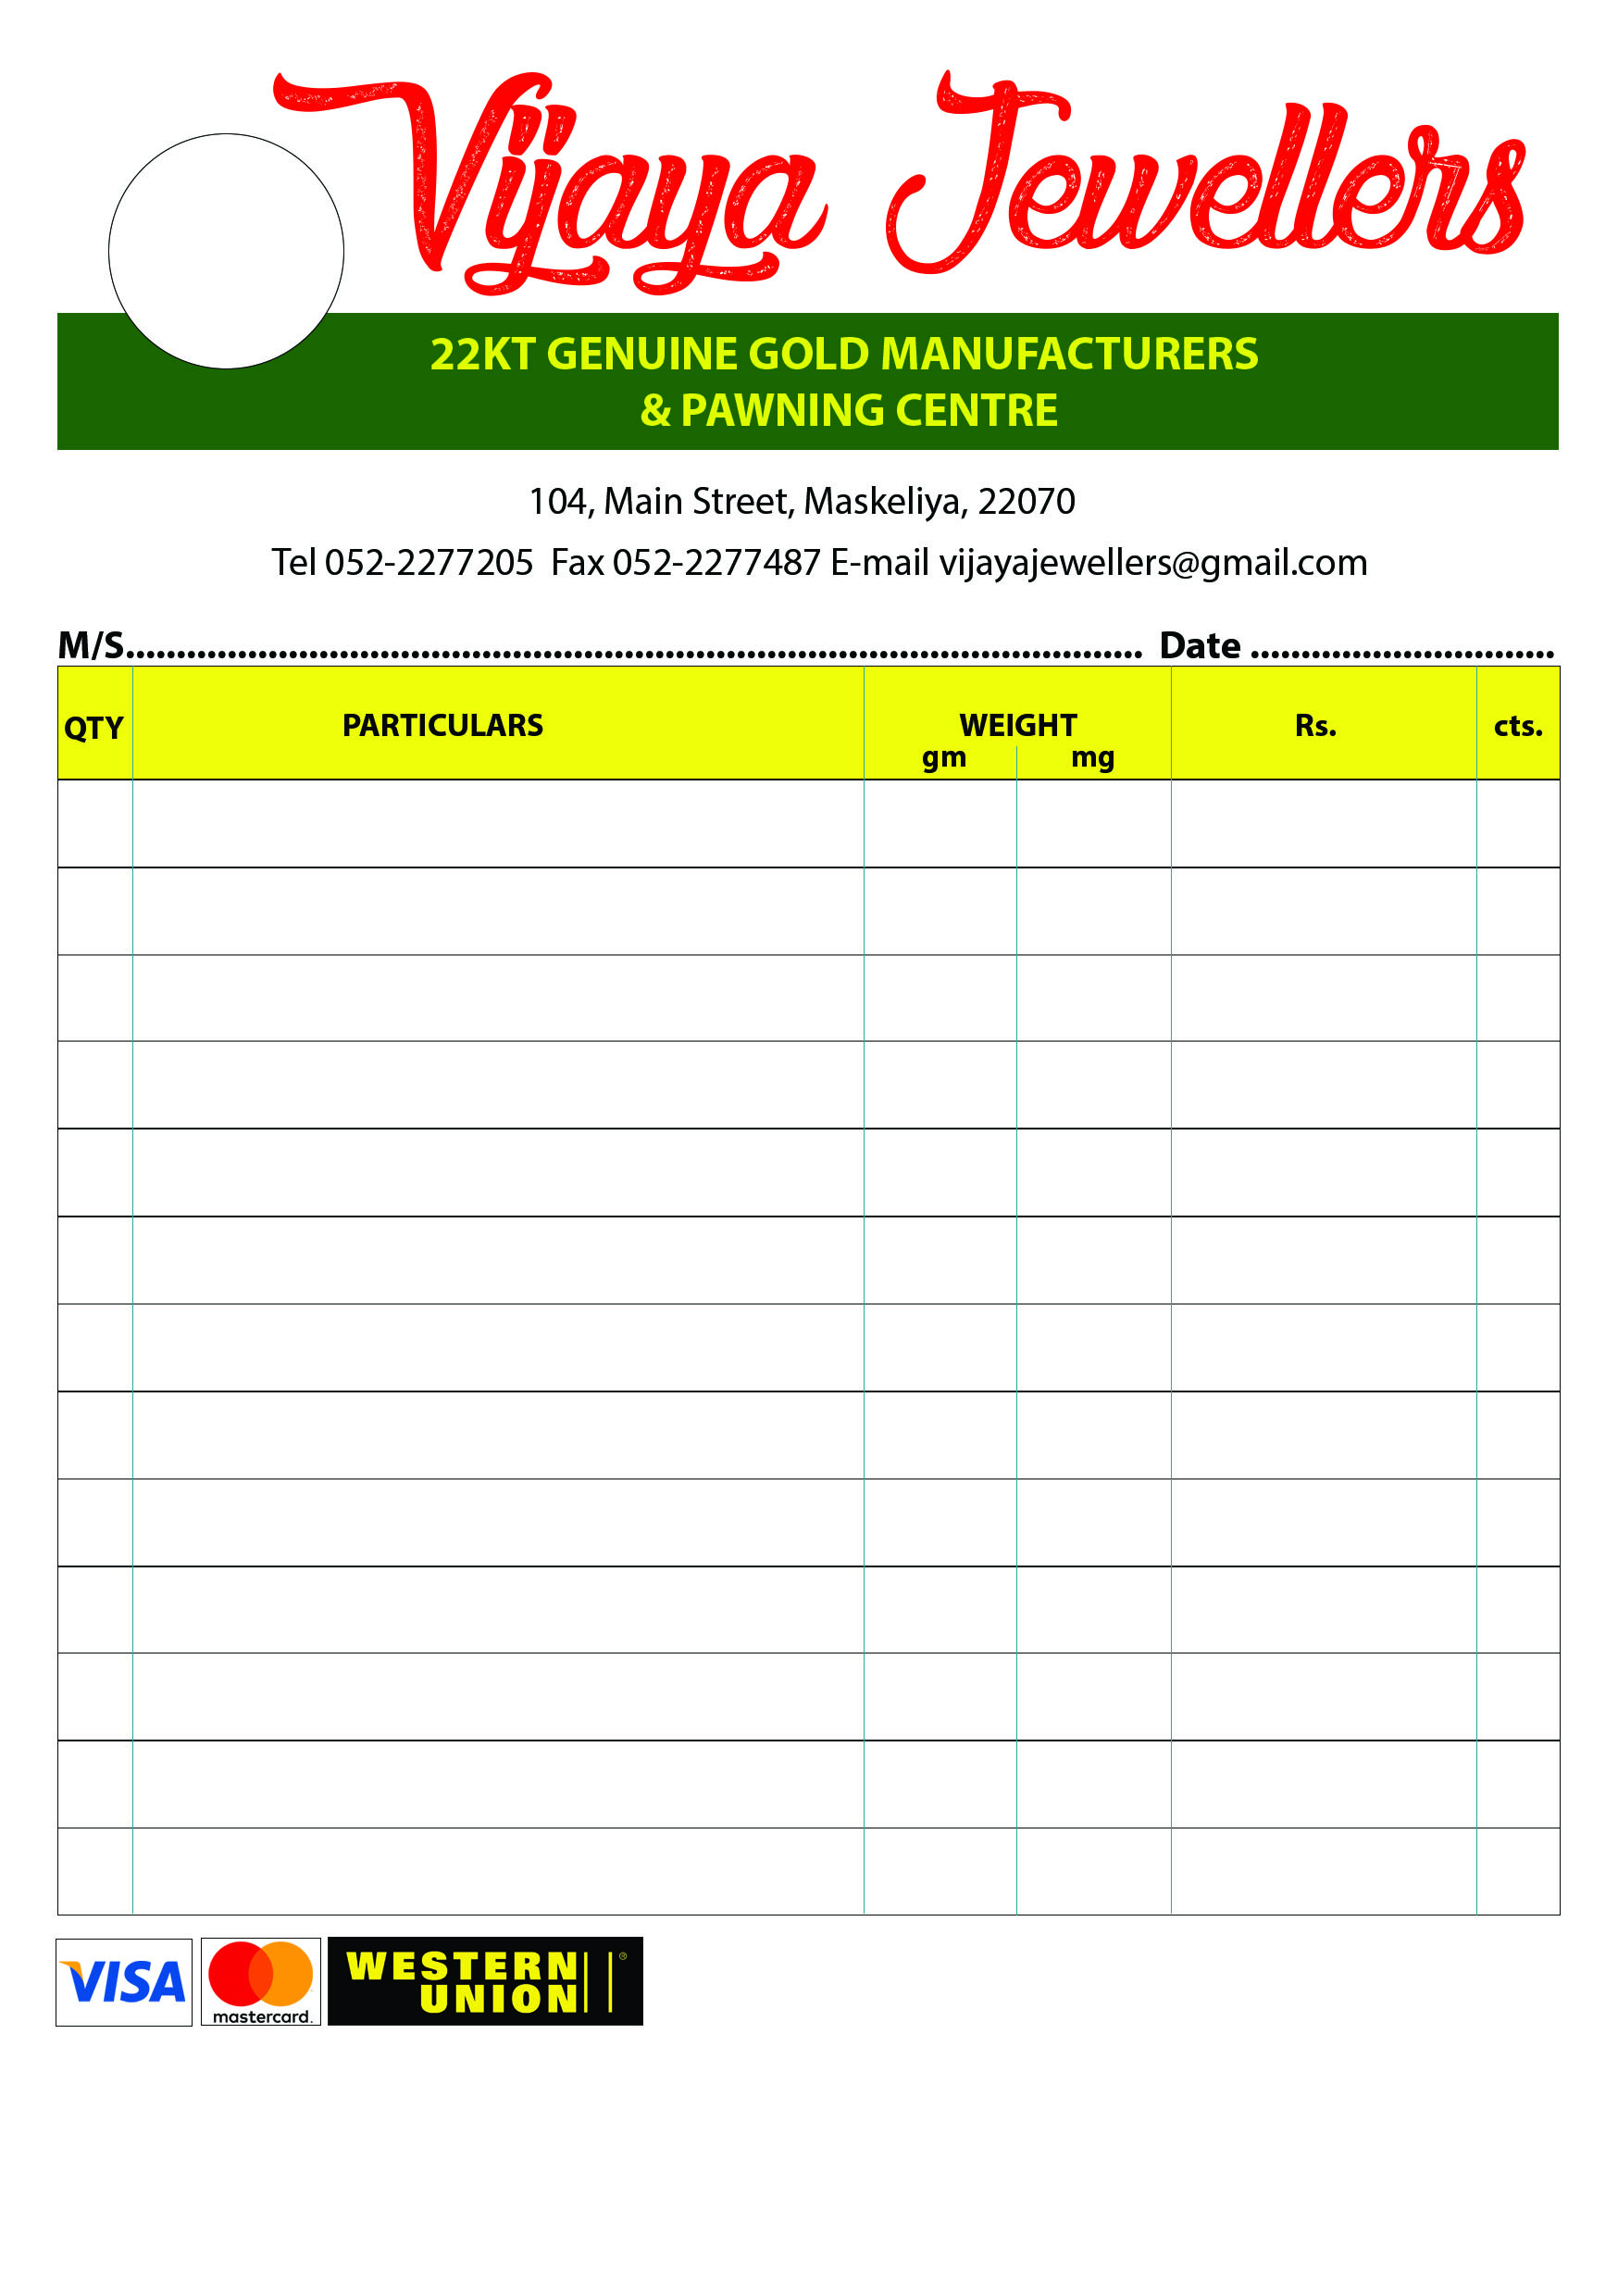 Vijaya Jewellers
22KT GENUINE GOLD MANUFACTURERS
& PAWNING CENTRE
104, Main Street, Maskeliya, 22070
Tel 052-2277205 Fax 052-2277487 E-mail vijayajewellers@gmail.com
M/S.................................................................................................... Date ..............................
QTY PARTICULARS WEIGHT Rs. cts.
gm mg
VISA mastercard. WESTERN UNION ®